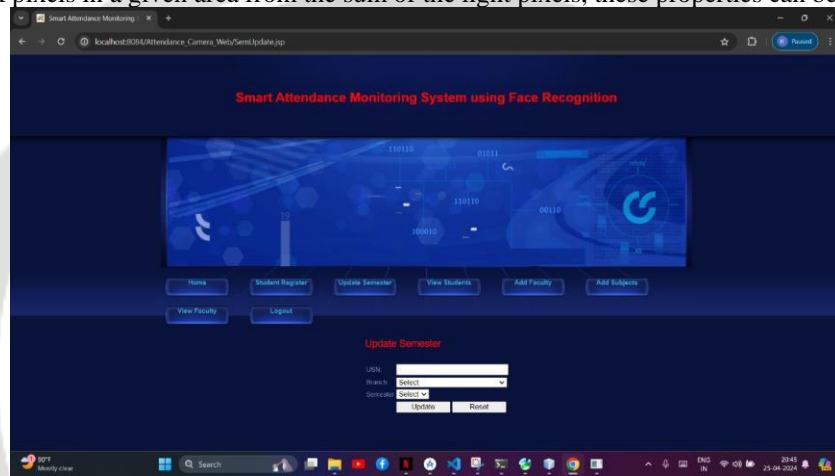 pixels in a given area from the sum of the light pixels, these properties can be
Smart Attendance Monitoring
localhost:8084/Attendance_Camera_Web/SemUpdate.jsp
Paused
Smart Attendance Monitoring System using Face Recognition
110110
01011
110110
00110
100010
Home Student Register Update Semester View Students Add Faculty Add Subjects
View Faculty Logout
Update Semester
USN
Branch Select
Semester Select
Update Reset
90°F
Mostly clear
Search
ENG
IN
20:45
25-04-2024